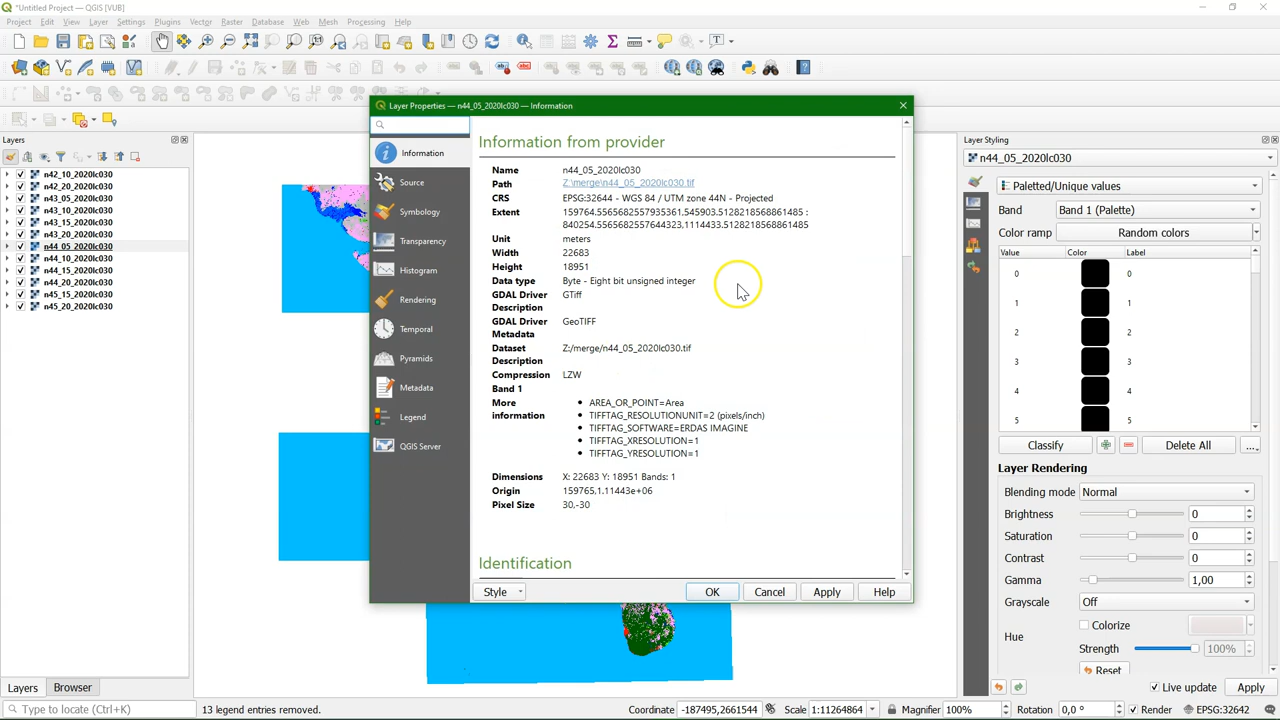 *Untitled Project — QGIS [VUB]
Project Edit View Layer Settings Plugins Vector Raster Database Web Mesh Processing Help
Layers
n42_10_2020lc030
n42_20_2020lc030
n43_05_2020lc030
n43_10_2020lc030
n43_15_2020lc030
n43_20_2020lc030
n44_05_2020lc030
n44_10_2020lc030
n44_15_2020lc030
n44_20_2020lc030
n45_15_2020lc030
n45_20_2020lc030
Layers Browser
Layer Properties — n44_05_2020lc030 — Information
Information
Source
Symbology
Transparency
Histogram
Rendering
Temporal
Pyramids
Metadata
Legend
QGIS Server
Information from provider
Name n44_05_2020lc030
Path Z:\merge\n44_05_2020lc030.tif
CRS EPSG:32644 - WGS 84 / UTM zone 44N - Projected
Extent 159764.5565682557935361,545903.5128218568861485 :
840254.5565682557644323,1114433.5128218568861485
Unit meters
Width 22683
Height 18951
Data type Byte - Eight bit unsigned integer
GDAL Driver GTiff
Description
GDAL Driver GeoTIFF
Metadata
Dataset Z:/merge/n44_05_2020lc030.tif
Description
Compression LZW
Band 1
More • AREA_OR_POINT=Area
information • TIFFTAG_RESOLUTIONUNIT=2 (pixels/inch)
• TIFFTAG_SOFTWARE=ERDAS IMAGINE
• TIFFTAG_XRESOLUTION=1
• TIFFTAG_YRESOLUTION=1
Dimensions X: 22683 Y: 18951 Bands: 1
Origin 159765,1.11443e+06
Pixel Size 30,-30
Identification
Style OK Cancel Apply Help
Layer Styling
n44_05_2020lc030
Paletted/Unique values
Band Band 1 (Palette)
Color ramp Random colors
Value Color Label
0 0
1 1
2 2
3 3
4 4
5 5
Classify Delete All ...
Layer Rendering
Blending mode Normal
Brightness 0
Saturation 0
Contrast 0
Gamma 1,00
Grayscale Off
Hue
Colorize
Strength 100%
Reset
Live update Apply
Type to locate (Ctrl+K) 13 legend entries removed. Coordinate -187495,2661544 Scale 1:11264864 Magnifier 100% Rotation 0,0 ° Render EPSG:32642